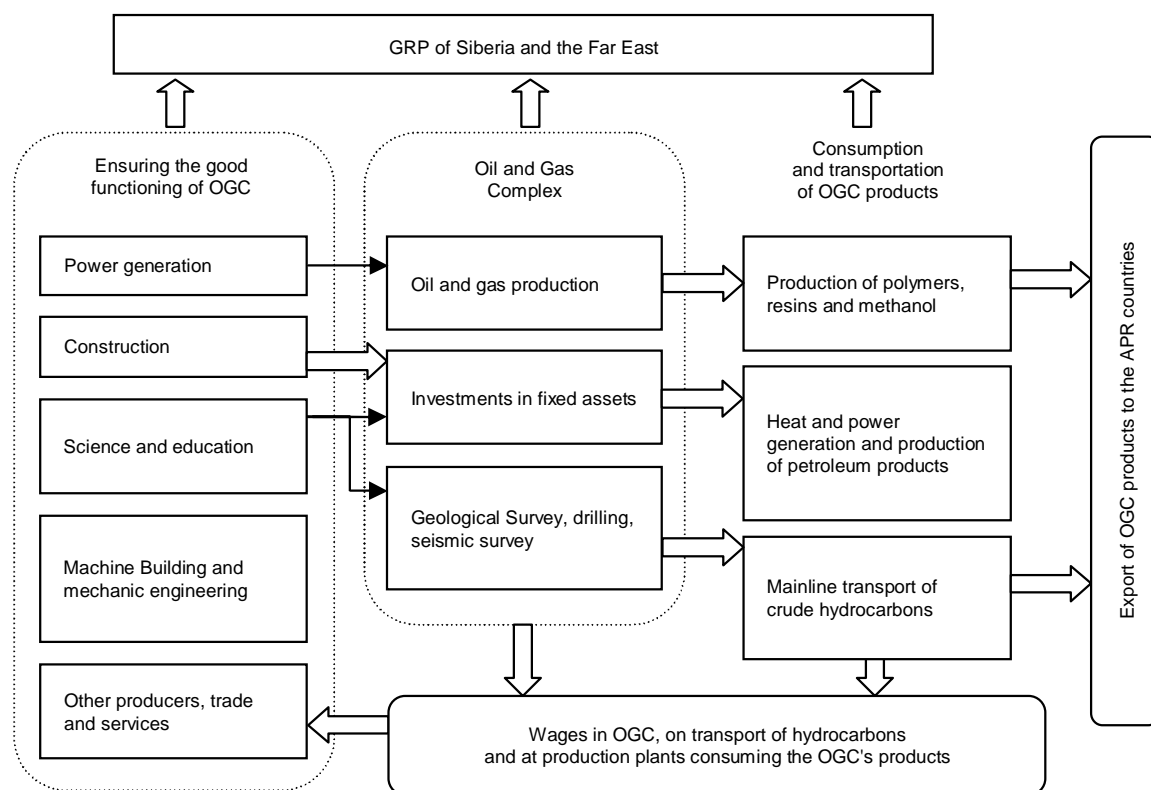 GRP of Siberia and the Far East
Ensuring the good
functioning of OGC
Power generation
Construction
Science and education
Machine Building and
mechanic engineering
Other producers, trade
and services
Oil and Gas
Complex
Oil and gas production
Investments in fixed assets
Geological Survey, drilling,
seismic survey
Consumption
and transportation
of OGC products
Production of polymers,
resins and methanol
Heat and power
generation and production
of petroleum products
Mainline transport of
crude hydrocarbons
Wages in OGC, on transport of hydrocarbons
and at production plants consuming the OGC's products
Export of OGC products to the APR countries